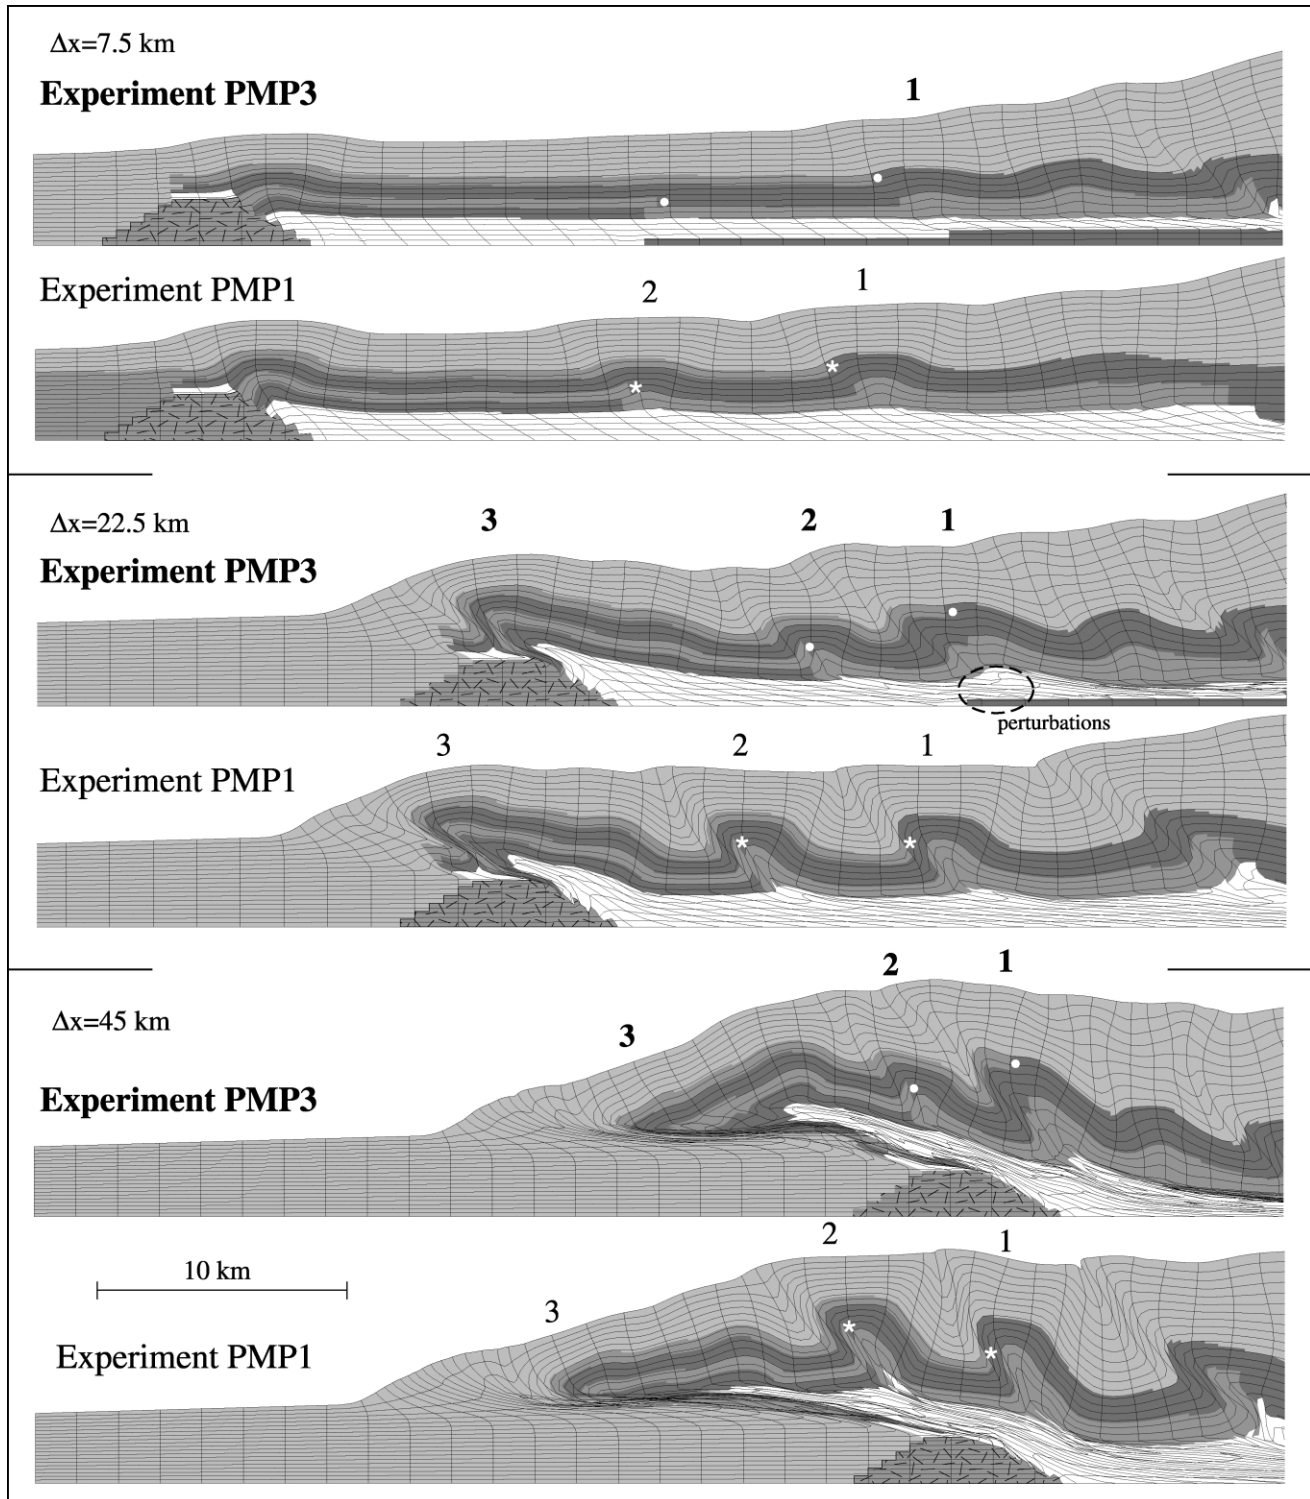 Δx=7.5 km
Experiment PMP3
1
Experiment PMP1
2
1
*
*
Δx=22.5 km
3
2
1
Experiment PMP3
perturbations
3
2
1
Experiment PMP1
*
*
2
1
Δx=45 km
3
Experiment PMP3
2
1
10 km
3
*
*
Experiment PMP1